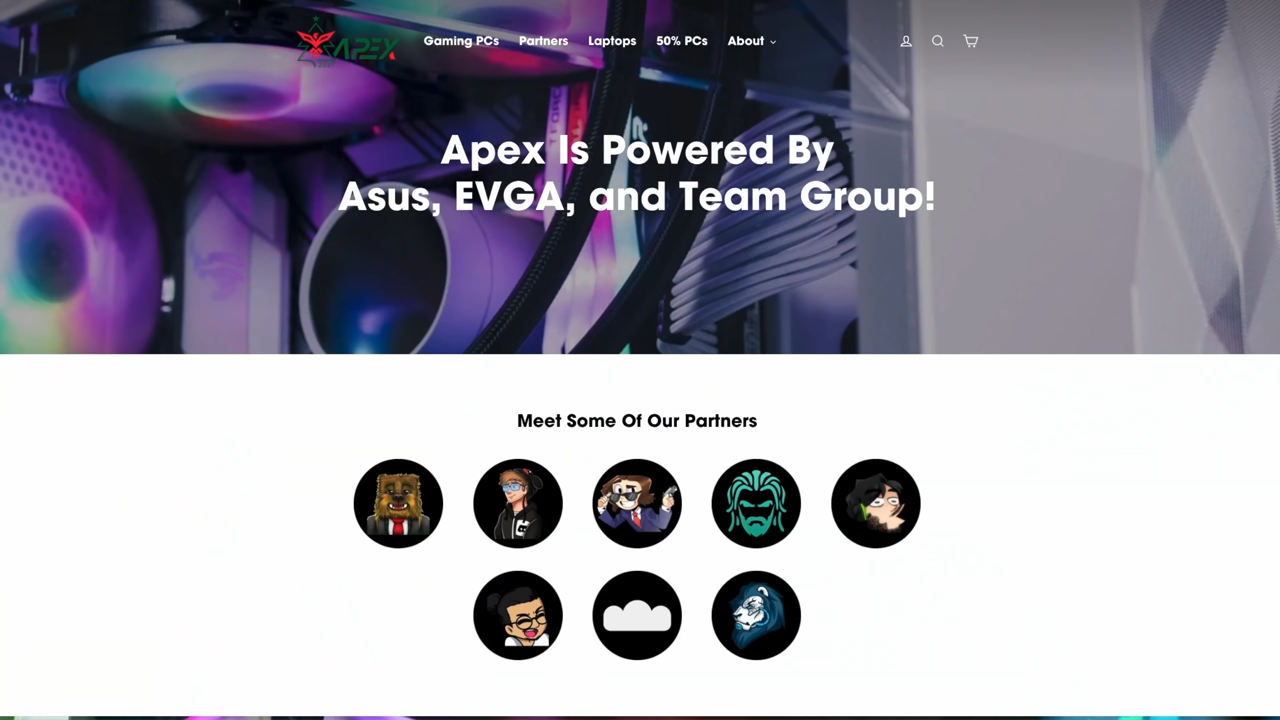 APEX
Gaming PCs
Partners
Laptops
50% PCs
About
Apex Is Powered By
Asus, EVGA, and Team Group!
Meet Some Of Our Partners